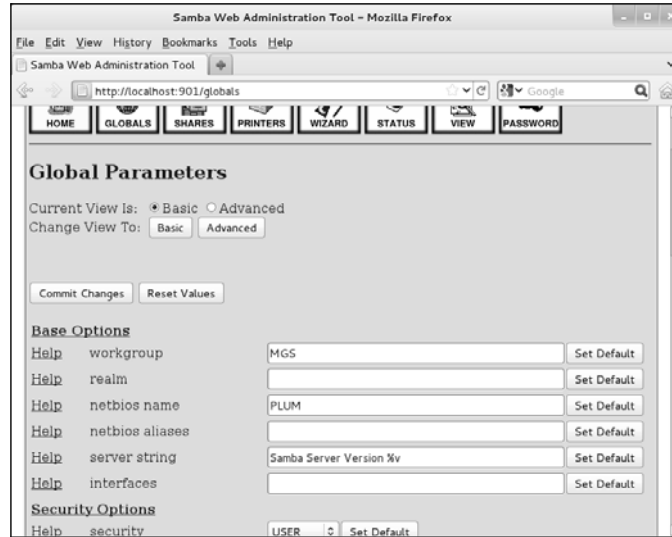 Samba Web Administration Tool – Mozilla Firefox
File Edit View History Bookmarks Tools Help
Samba Web Administration Tool
http://localhost:901/globals
Google
HOME GLOBALS SHARES PRINTERS WIZARD STATUS VIEW PASSWORD
Global Parameters
Current View Is: Basic Advanced
Change View To: Basic Advanced
Commit Changes Reset Values
Base Options
Help workgroup MGS Set Default
Help realm Set Default
Help netbios name PLUM Set Default
Help netbios aliases Set Default
Help server string Samba Server Version %v Set Default
Help interfaces Set Default
Security Options
Help security USER Set Default